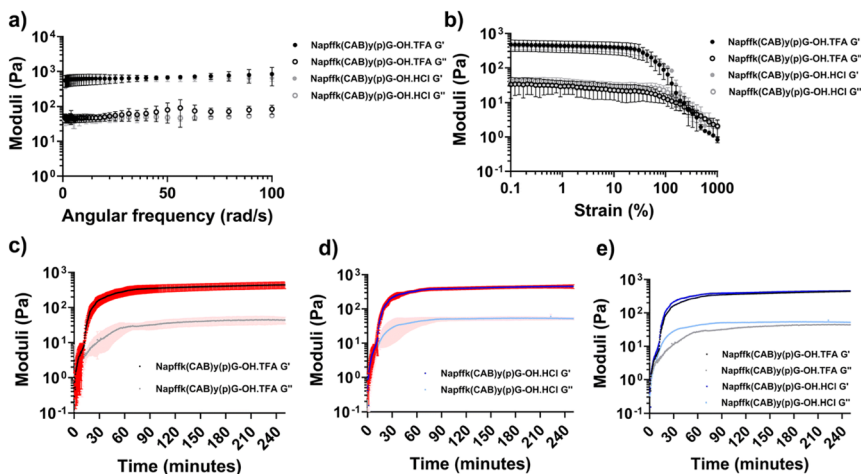 a)
10⁴
10³
10²
10¹
10⁰
Moduli (Pa)
0
50
100
Angular frequency (rad/s)
Napffk(CAB)y(p)G-OH.TFA G'
Napffk(CAB)y(p)G-OH.TFA G''
Napffk(CAB)y(p)G-OH.HCl G'
Napffk(CAB)y(p)G-OH.HCl G''
b)
10³
10²
10¹
10⁰
10⁻¹
Moduli (Pa)
0.1
1
10
100
1000
Strain (%)
Napffk(CAB)y(p)G-OH.TFA G'
Napffk(CAB)y(p)G-OH.TFA G''
Napffk(CAB)y(p)G-OH.HCl G'
Napffk(CAB)y(p)G-OH.HCl G''
c)
10³
10²
10¹
10⁰
10⁻¹
Moduli (Pa)
0 30 60 90 120 150 180 210 240
Time (minutes)
Napffk(CAB)y(p)G-OH.TFA G'
Napffk(CAB)y(p)G-OH.TFA G''
d)
10³
10²
10¹
10⁰
10⁻¹
Moduli (Pa)
0 30 60 90 120 150 180 210 240
Time (minutes)
Napffk(CAB)y(p)G-OH.HCl G'
Napffk(CAB)y(p)G-OH.HCl G''
e)
10³
10²
10¹
10⁰
10⁻¹
Moduli (Pa)
0 30 60 90 120 150 180 210 240
Time (minutes)
Napffk(CAB)y(p)G-OH.TFA G'
Napffk(CAB)y(p)G-OH.TFA G''
Napffk(CAB)y(p)G-OH.HCl G'
Napffk(CAB)y(p)G-OH.HCl G''